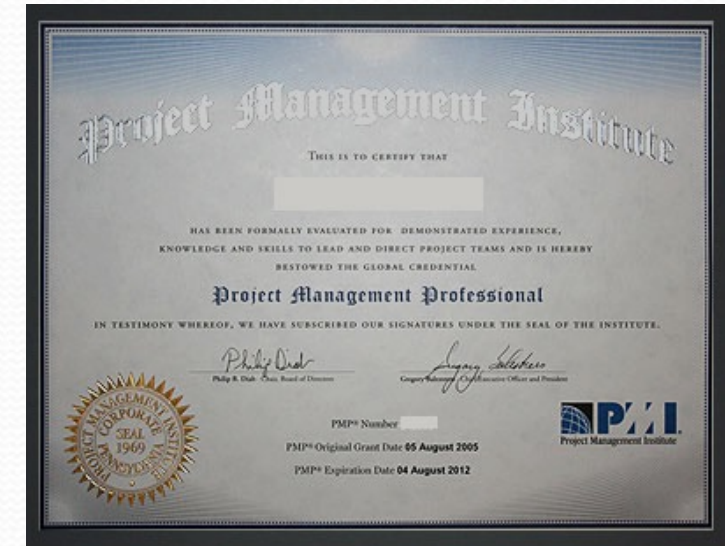 Project Management Institute
THIS IS TO CERTIFY THAT
HAS BEEN FORMALLY EVALUATED FOR DEMONSTRATED EXPERIENCE,
KNOWLEDGE AND SKILLS TO LEAD AND DIRECT PROJECT TEAMS AND IS HEREBY
BESTOWED THE GLOBAL CREDENTIAL
Project Management Professional
IN TESTIMONY WHEREOF, WE HAVE SUBSCRIBED OUR SIGNATURES UNDER THE SEAL OF THE INSTITUTE.
Philip Diab
Philip R. Diab Chair, Board of Directors
Gregory Balestrero
Gregory Balestrero Chief Executive Officer and President
PROJECT MANAGEMENT INSTITUTE
CORPORATE
SEAL
1969
PENNSYLVANIA
PMP® Number
PMP® Original Grant Date 05 August 2005
PMP® Expiration Date 04 August 2012
PMI
Project Management Institute